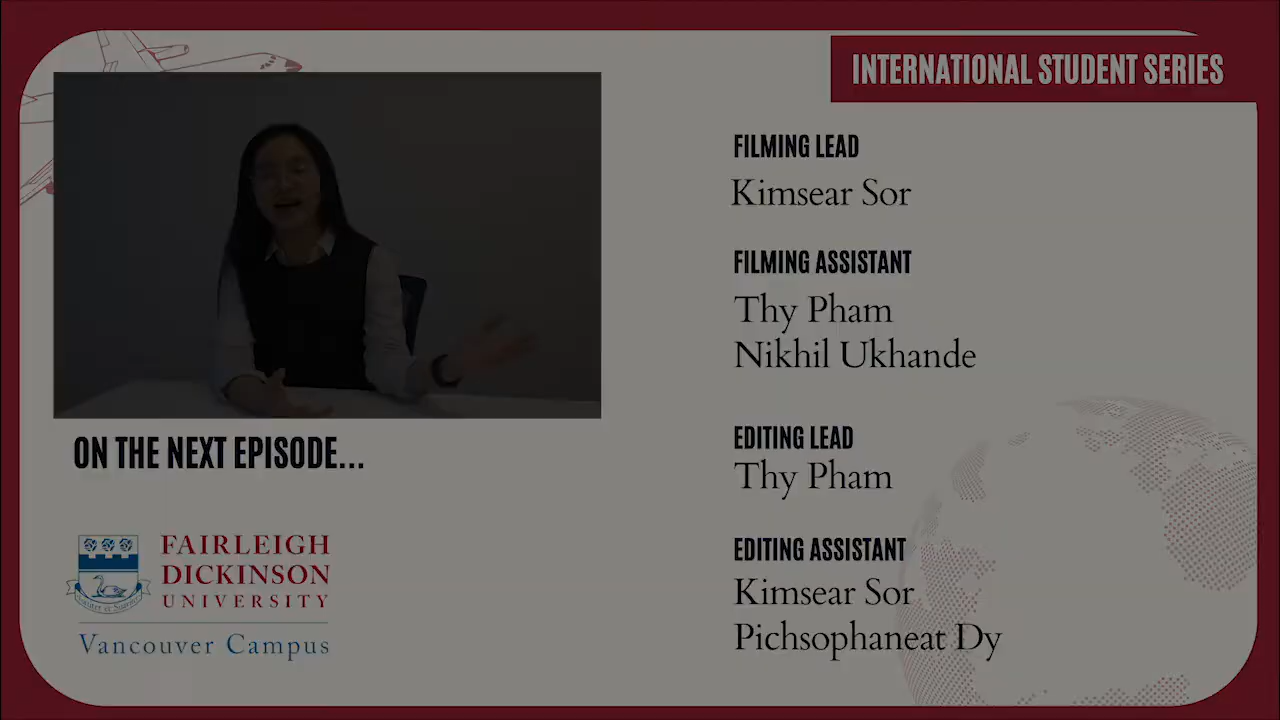 INTERNATIONAL STUDENT SERIES
FILMING LEAD
Kimsear Sor
FILMING ASSISTANT
Thy Pham
Nikhil Ukhande
EDITING LEAD
Thy Pham
EDITING ASSISTANT
Kimsear Sor
Pichsophaneat Dy
ON THE NEXT EPISODE...
FAIRLEIGH
DICKINSON
UNIVERSITY
Vancouver Campus